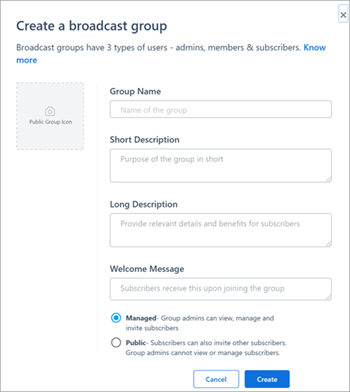 Create a broadcast group
Broadcast groups have 3 types of users - admins, members & subscribers. Know
more
Public Group Icon
Group Name
Name of the group
Short Description
Purpose of the group in short
Long Description
Provide relevant details and benefits for subscribers
Welcome Message
Subscribers receive this upon joining the group
Managed- Group admins can view, manage and
invite subscribers
Public- Subscribers can also invite other subscribers.
Group admins cannot view or manage subscribers.
Cancel
Create